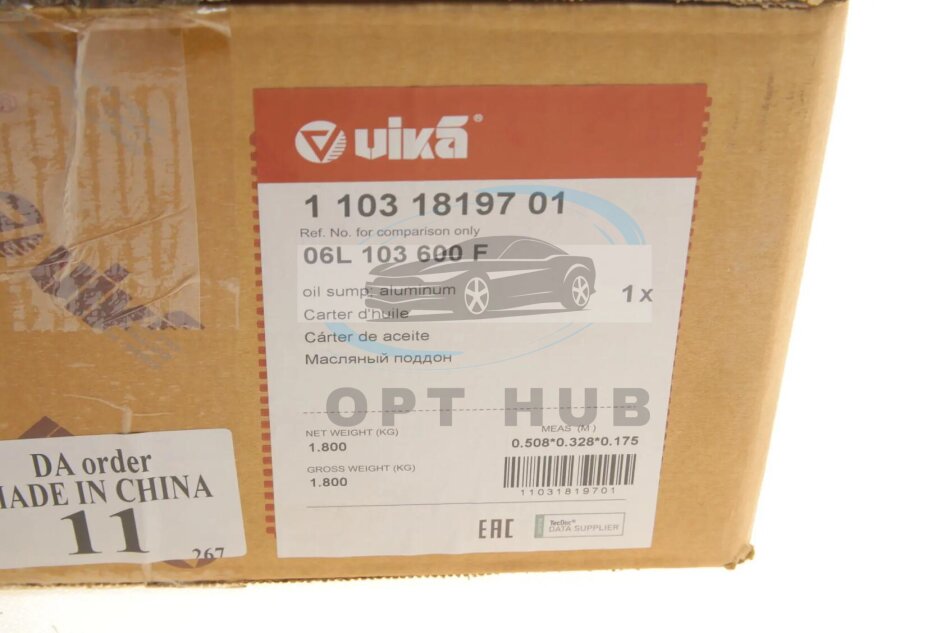 vika®
1 103 18197 01
Ref. No. for comparison only
06L 103 600 F
oil sump, aluminum
1 x
Carter d'huile
Cárter de aceite
Масляный поддон
OPT HUB
NET WEIGHT (KG)
1.800
MEAS (M)
0.508*0.328*0.175
GROSS WEIGHT (KG)
1.800
11031819701
EAC
TecDoc®
DATA SUPPLIER
DA order
MADE IN CHINA
11
267